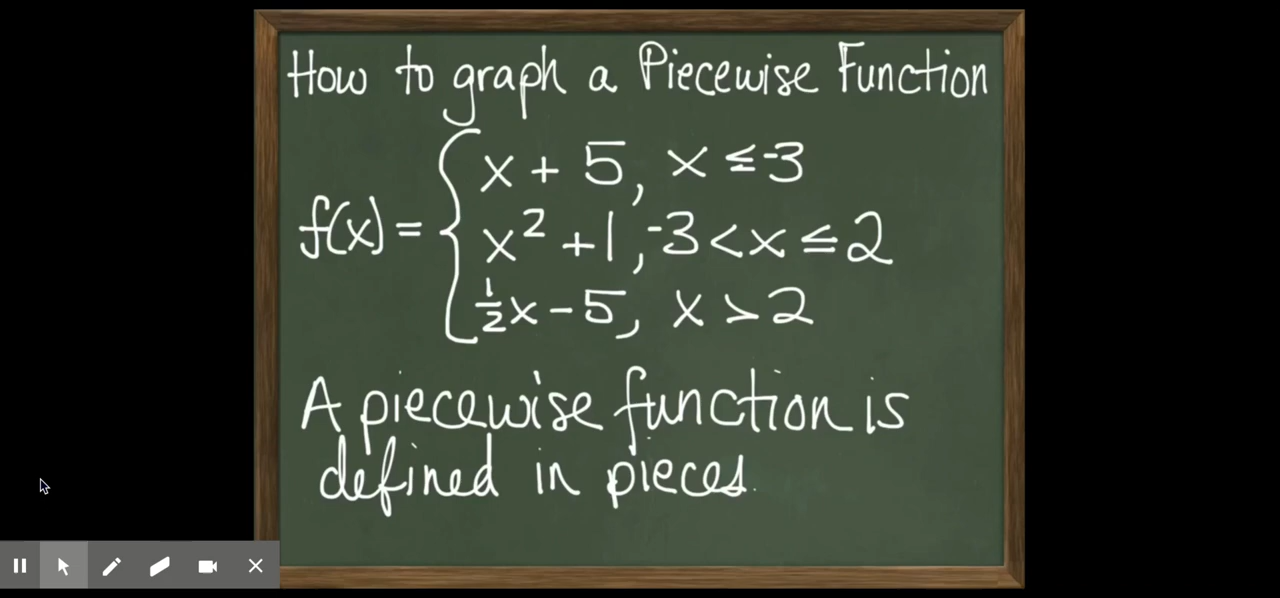 How to graph a Piecewise Function
x + 5, x ≤ -3
f(x) = { x² + 1, -3 < x ≤ 2
½x - 5, x > 2
A piecewise function is
defined in pieces.